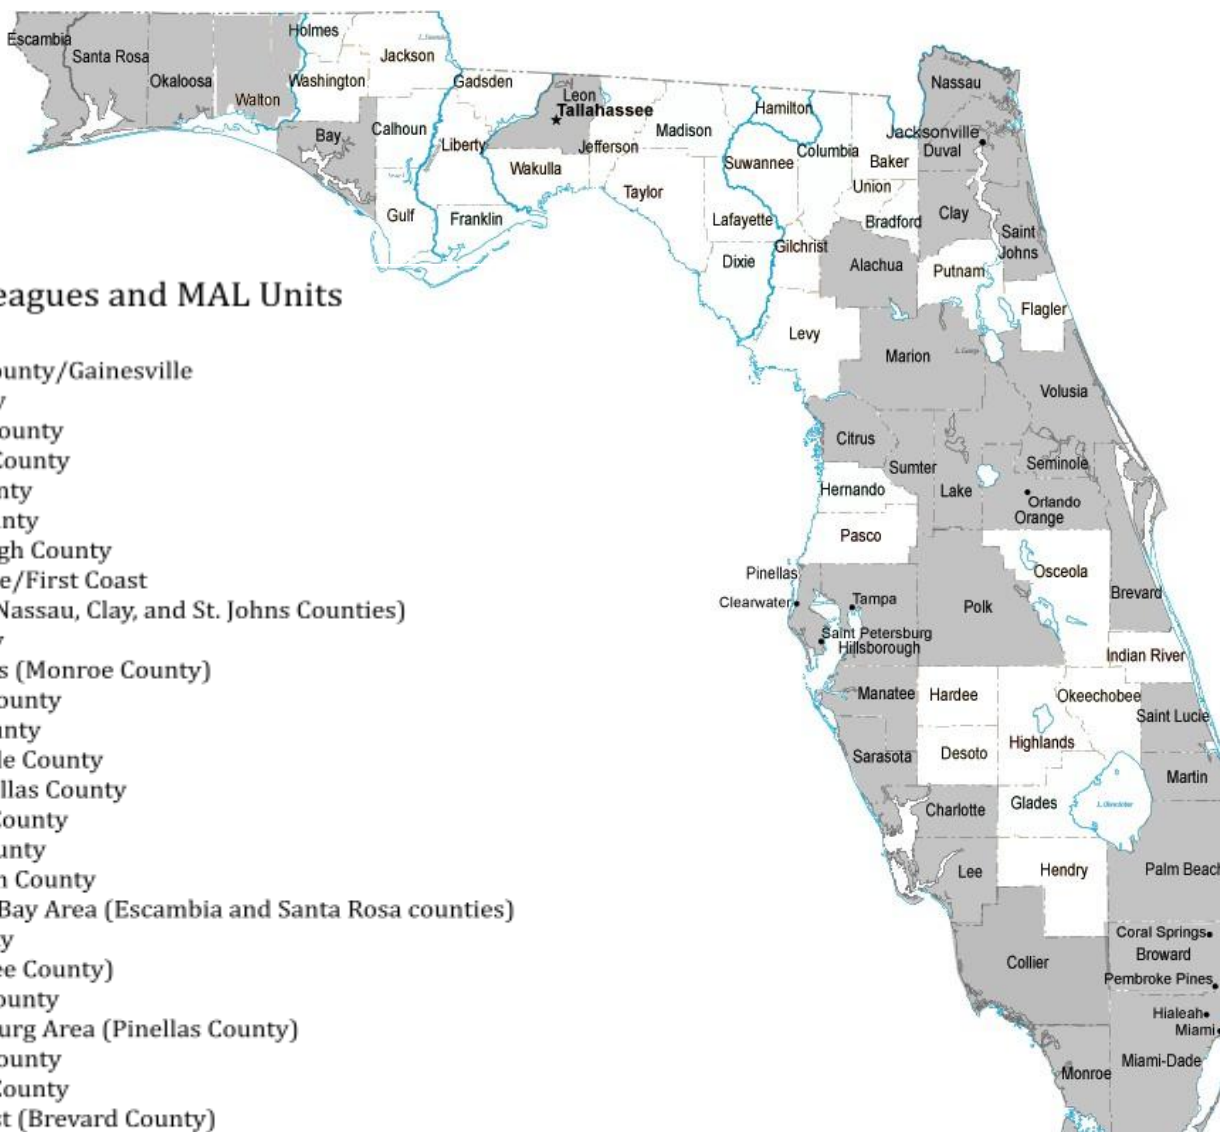 Holmes
Escambia
Santa Rosa
Okaloosa
Walton
Washington
Jackson
Gadsden
Leon
Tallahassee
Bay
Calhoun
Liberty
Jefferson
Madison
Hamilton
Nassau
Jacksonville
Duval
Wakulla
Taylor
Suwannee
Columbia
Baker
Union
Bradford
Clay
Saint
Johns
Gulf
Franklin
Lafayette
Dixie
Gilchrist
Alachua
Putnam
Flagler
eagues and MAL Units
Levy
Marion
L. George
Volusia
ounty/Gainesville
y
County
County
nty
nty
gh County
e/First Coast
Nassau, Clay, and St. Johns Counties)
y
s (Monroe County)
ounty
unty
le County
llas County
County
unty
h County
Bay Area (Escambia and Santa Rosa counties)
ty
ee County)
ounty
urg Area (Pinellas County)
ounty
County
st (Brevard County)
Citrus
Sumter
Lake
Seminole
Orlando
Orange
Hernando
Pasco
Osceola
Pinellas
Clearwater
Tampa
Saint Petersburg
Hillsborough
Polk
Brevard
Indian River
Manatee
Hardee
Okeechobee
Saint Lucie
Highlands
Sarasota
Desoto
Martin
Charlotte
Glades
Lee
Hendry
Palm Beach
Coral Springs
Broward
Collier
Pembroke Pines
Hialeah
Miami
Miami-Dade
Monroe